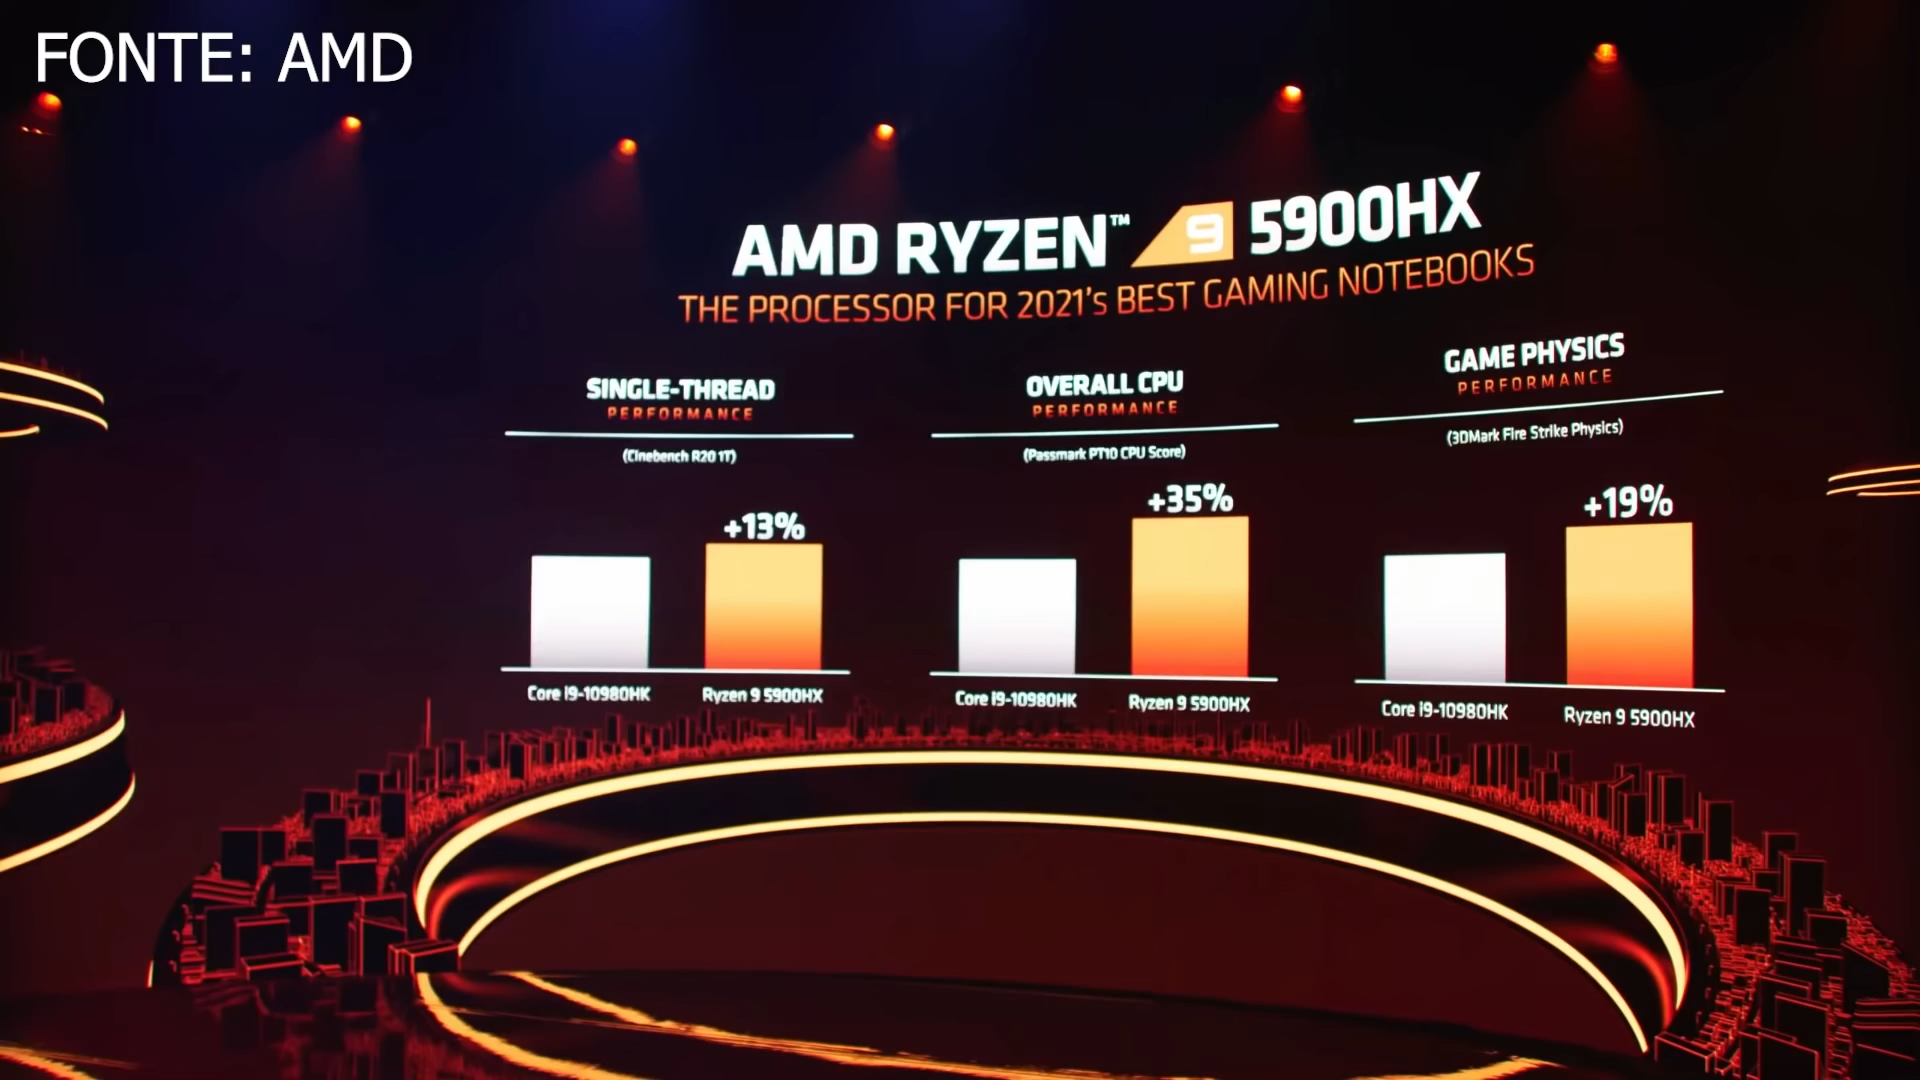 FONTE: AMD
AMD RYZEN™ 9 5900HX
THE PROCESSOR FOR 2021's BEST GAMING NOTEBOOKS
SINGLE-THREAD
PERFORMANCE
(Cinebench R20 1T)
+13%
Core i9-10980HK
Ryzen 9 5900HX
OVERALL CPU
PERFORMANCE
(Passmark PT10 CPU Score)
+35%
Core i9-10980HK
Ryzen 9 5900HX
GAME PHYSICS
PERFORMANCE
(3DMark Fire Strike Physics)
+19%
Core i9-10980HK
Ryzen 9 5900HX